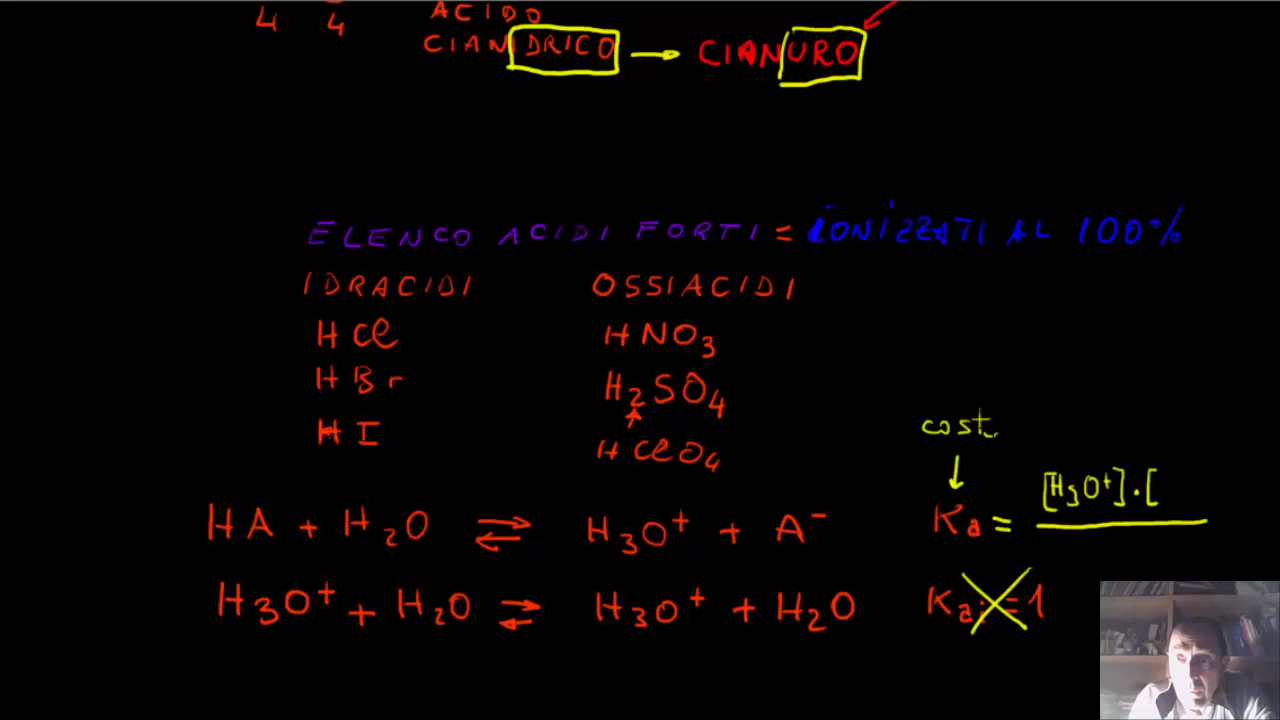 4 4 ACIDO
CIANIDRICO → CIANURO
ELENCO ACIDI FORTI = IONIZZATI AL 100%
IDRACIDI OSSIACIDI
HCl HNO₃
HBr H₂SO₄
HI HClO₄
cost.
HA + H₂O ⇌ H₃O⁺ + A⁻ Ka = [H₃O⁺]·[
H₃O⁺ + H₂O ⇌ H₃O⁺ + H₂O Ka = 1